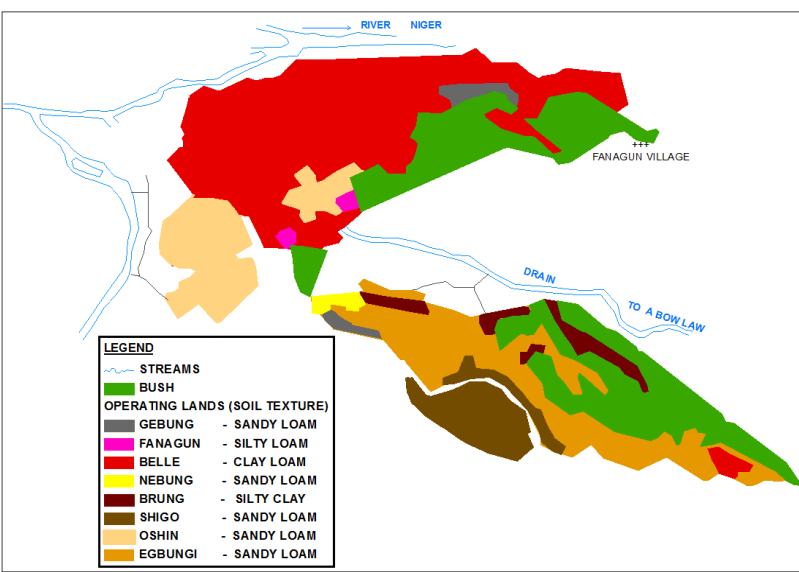 RIVER NIGER
FANAGUN VILLAGE
DRAIN
TO A BOW LAW
LEGEND
STREAMS
BUSH
OPERATING LANDS (SOIL TEXTURE)
GEBUNG - SANDY LOAM
FANAGUN - SILTY LOAM
BELLE - CLAY LOAM
NEBUNG - SANDY LOAM
BRUNG - SILTY CLAY
SHIGO - SANDY LOAM
OSHIN - SANDY LOAM
EGBUNGI - SANDY LOAM